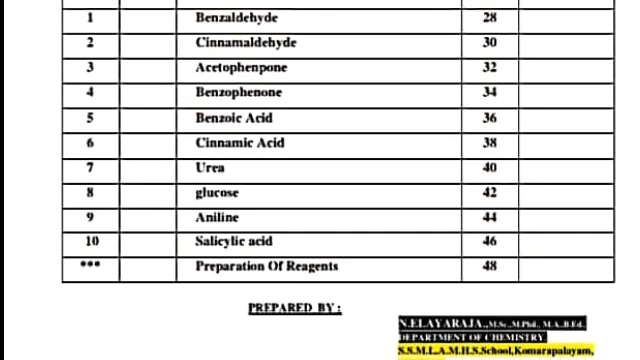 1 Benzaldehyde 28
2 Cinnamaldehyde 30
3 Acetophenpone 32
4 Benzophenone 34
5 Benzoic Acid 36
6 Cinnamic Acid 38
7 Urea 40
8 glucose 42
9 Aniline 44
10 Salicylic acid 46
*** Preparation Of Reagents 48
PREPARED BY :
N.ELAYARAJA.,M.Sc.,M.Phil., M.A.,B.Ed.,
DEPARTMENT OF CHEMISTRY
S.S.M.L.A.M.H.S.School,Komarapalayam,